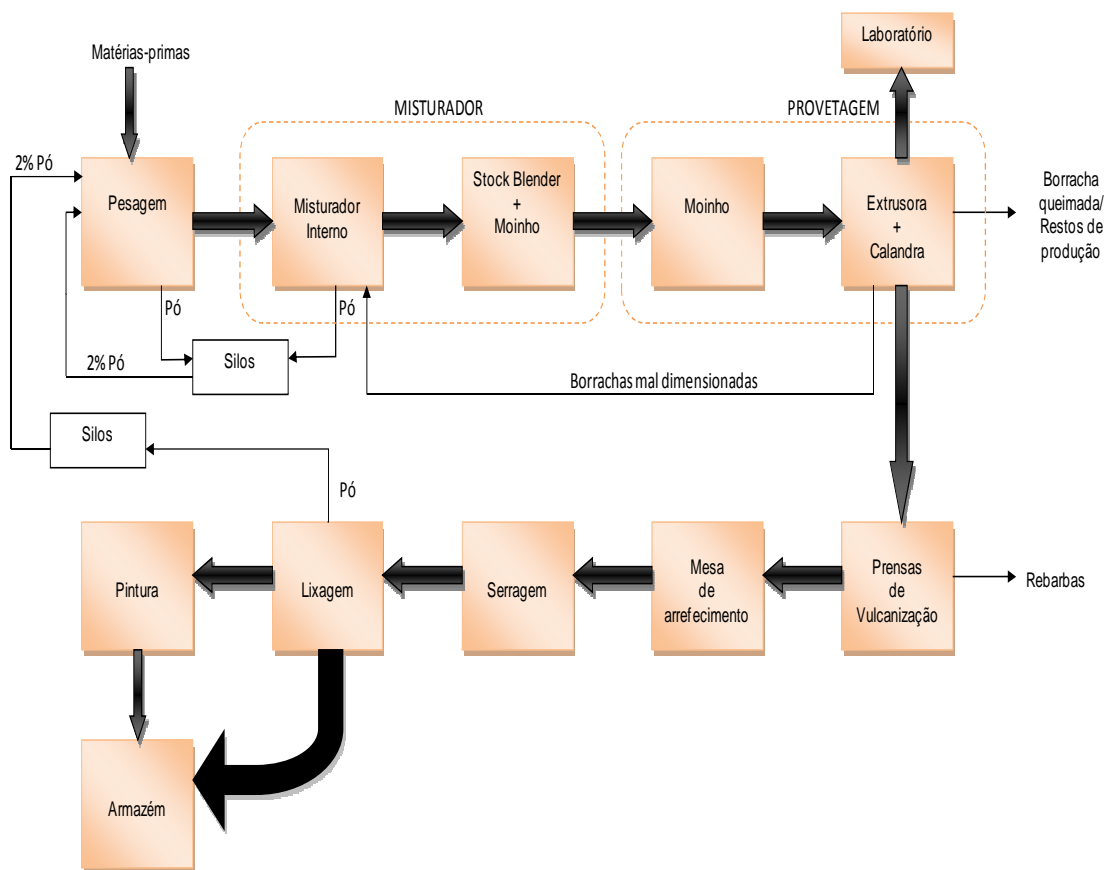 Laboratório
Matérias-primas
MISTURADOR
PROVETAGEM
2% Pó
Pesagem
Misturador
Interno
Stock Blender
+
Moinho
Moinho
Extrusora
+
Calandra
Borracha
queimada/
Restos de
produção
Pó
Pó
Silos
2% Pó
Borrachas mal dimensionadas
Silos
Pó
Pintura
Lixagem
Serragem
Mesa
de
arrefecimento
Prensas
de
Vulcanização
Rebarbas
Armazém